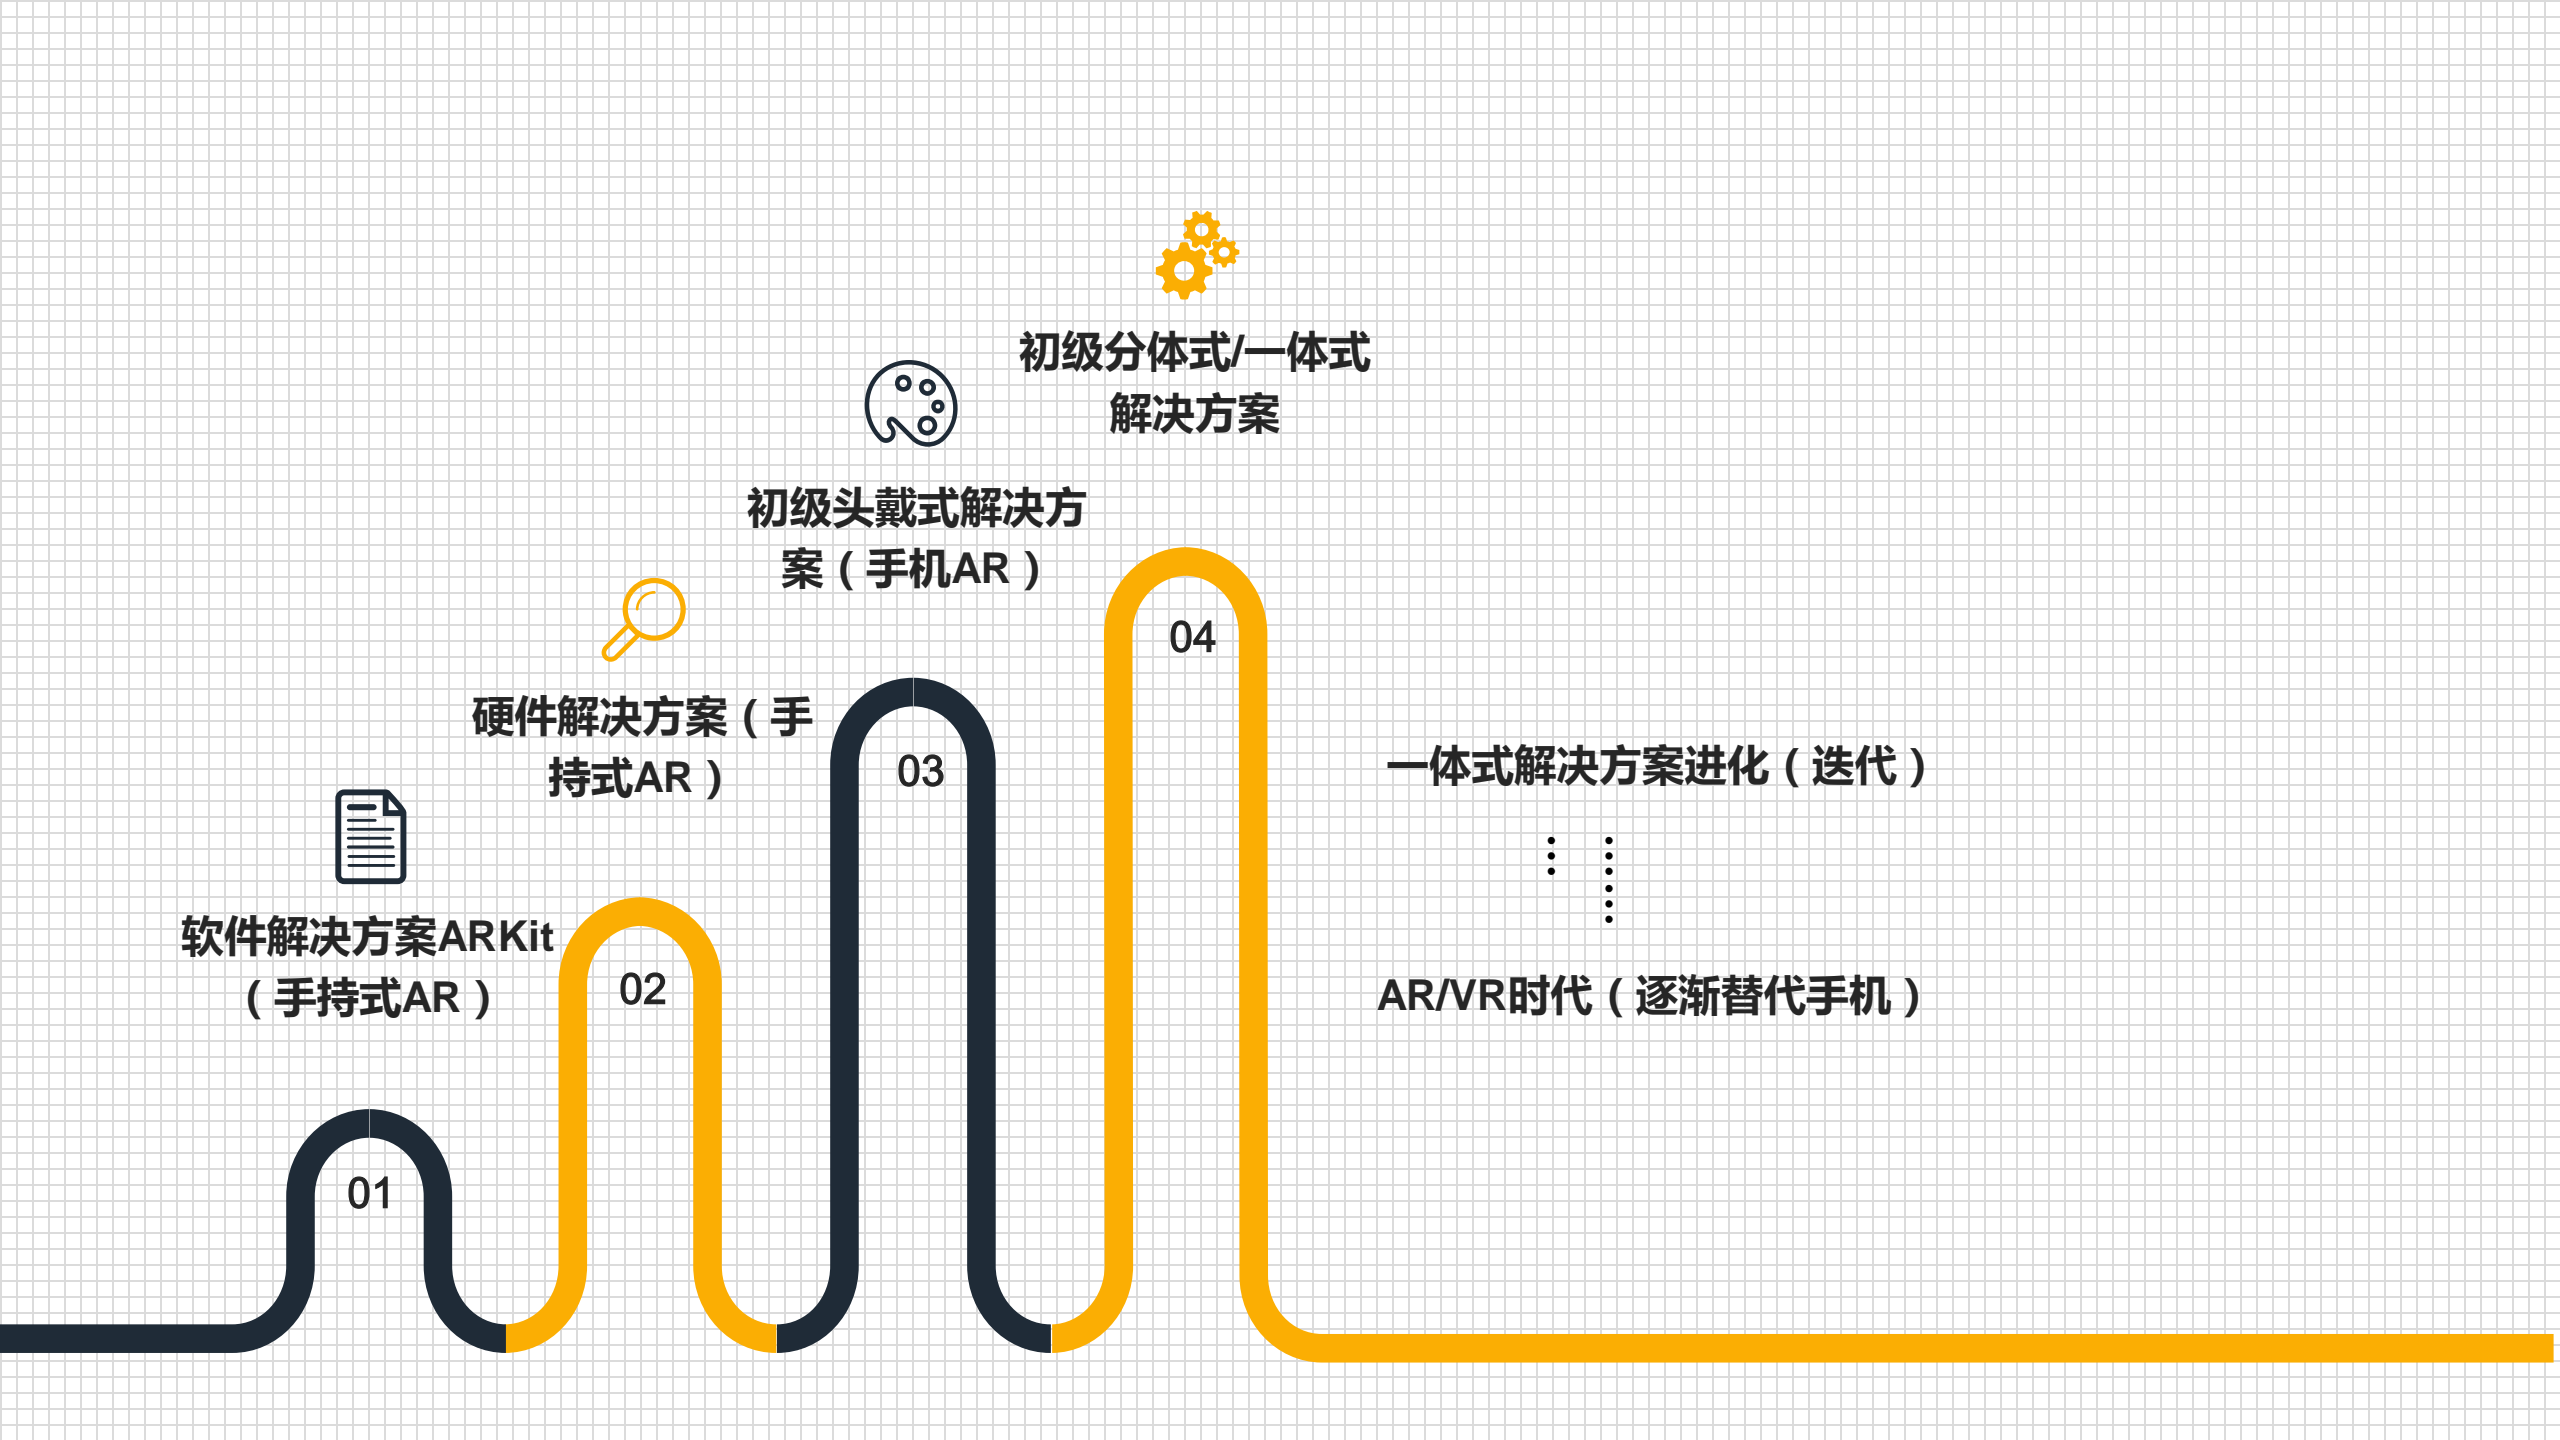 软件解决方案ARKit
（手持式AR）
01
硬件解决方案（手
持式AR）
02
初级头戴式解决方
案（手机AR）
03
初级分体式/一体式
解决方案
04
一体式解决方案进化（迭代）
… ……
AR/VR时代（逐渐替代手机）